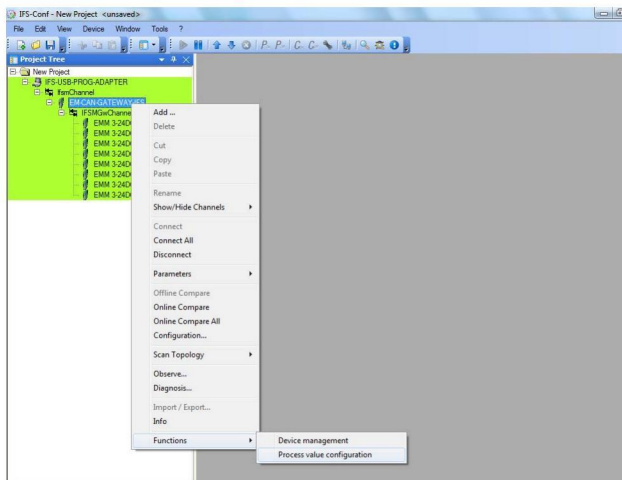 IFS-Conf - New Project <unsaved>
File Edit View Device Window Tools ?
Project Tree
New Project
IFS-USB-PROG-ADAPTER
IfsmChannel
EM-CAN-GATEWAY-IFS
IFSMGwChanne
EMM 3-24D
EMM 3-24D
EMM 3-24D
EMM 3-24D
EMM 3-24D
EMM 3-24D
EMM 3-24D
EMM 3-24D
Add ...
Delete
Cut
Copy
Paste
Rename
Show/Hide Channels
Connect
Connect All
Disconnect
Parameters
Offline Compare
Online Compare
Online Compare All
Configuration...
Scan Topology
Observe...
Diagnosis...
Import / Export...
Info
Functions
Device management
Process value configuration